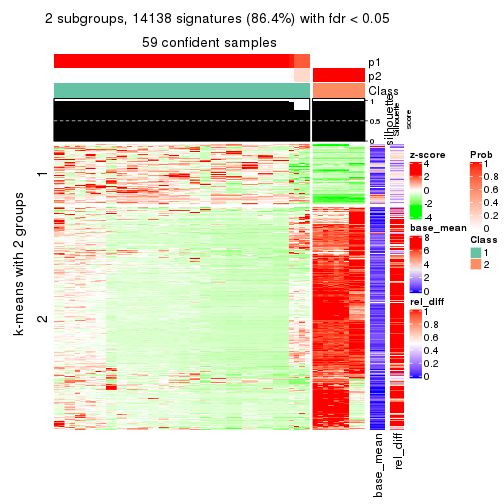 2 subgroups, 14138 signatures (86.4%) with fdr < 0.05
59 confident samples
p1
p2
Class
1
0.5
0
silhouette
Silhouette
score
k-means with 2 groups
1
2
z-score
4
2
0
-2
-4
base_mean
8
6
4
2
0
rel_diff
1
0.8
0.6
0.4
0.2
0
Prob
1
0.8
0.6
0.4
0.2
0
Class
1
2
base_mean
rel_diff